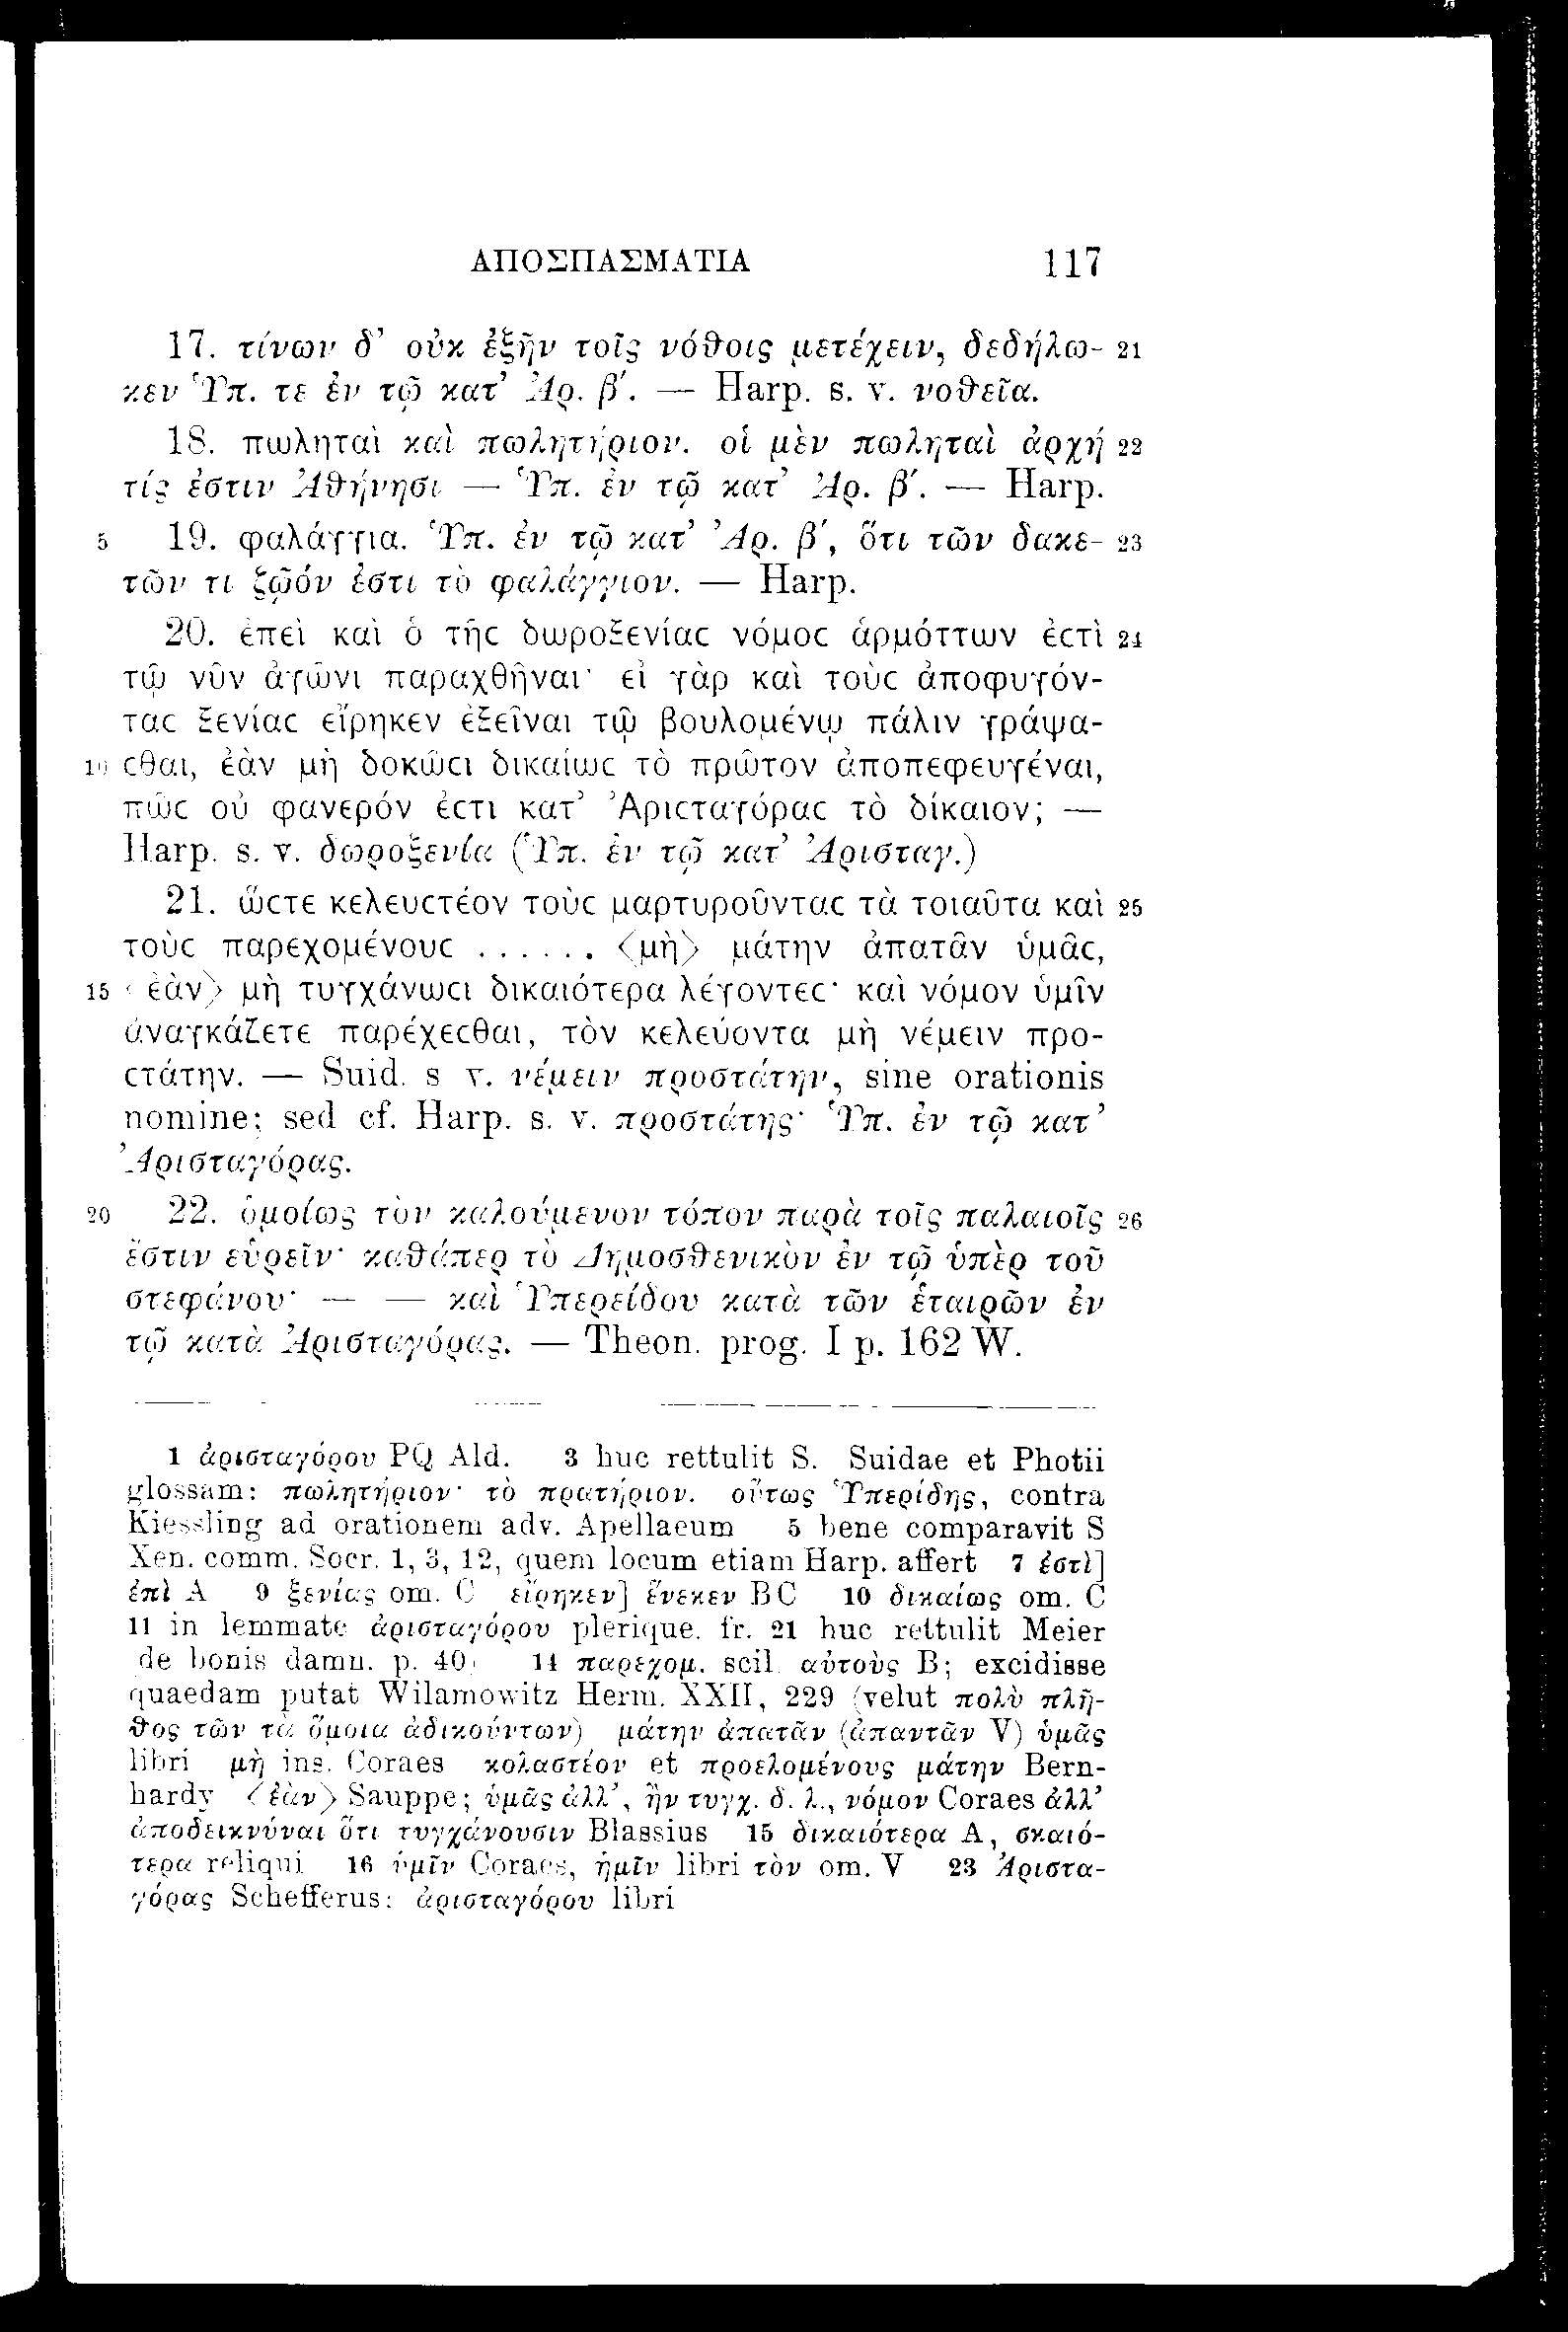 ΑΠΟΣΠΑΣΜΑΤΙΑ 117
17. τίνων δ’ οὐκ ἐξῆν τοῖς νόθοις μετέχειν, δεδήλω- 21
κεν Ὑπ. τε ἐν τῷ κατ’ Ἀρ. β′. — Harp. s. v. νοθεῖα.
18. πωληταὶ καὶ πωλητήριον. οἱ μὲν πωληταὶ ἀρχή 22
τίς ἐστιν Ἀθήνησι — Ὑπ. ἐν τῷ κατ’ Ἀρ. β′. — Harp.
5 19. φαλάγγια. Ὑπ. ἐν τῷ κατ’ Ἀρ. β′, ὅτι τῶν δακε- 23
τῶν τι ζῷόν ἐστι τὸ φαλάγγιον. — Harp.
20. ἐπεὶ καὶ ὁ τῆϲ δωροξενίαϲ νόμοϲ ἁρμόττων ἐϲτὶ 24
τῷ νῦν ἀγῶνι παραχθῆναι· εἰ γὰρ καὶ τοὺϲ ἀποφυγόν-
ταϲ ξενίαϲ εἴρηκεν ἐξεῖναι τῷ βουλομένῳ πάλιν γράψα-
10 ϲθαι, ἐὰν μὴ δοκῶϲι δικαίωϲ τὸ πρῶτον ἀποπεφευγέναι,
πῶϲ οὐ φανερόν ἐϲτι κατ’ Ἀριϲταγόραϲ τὸ δίκαιον; —
Harp. s. v. δωροξενία (Ὑπ. ἐν τῷ κατ’ Ἀρισταγ.)
21. ὥϲτε κελευϲτέον τοὺϲ μαρτυροῦνταϲ τὰ τοιαῦτα καὶ 25
τοὺϲ παρεχομένουϲ ...... 〈μὴ〉 μάτην ἀπατᾶν ὑμᾶϲ,
15 〈ἐὰν〉 μὴ τυγχάνωϲι δικαιότερα λέγοντεϲ· καὶ νόμον ὑμῖν
ἀναγκάζετε παρέχεϲθαι, τὸν κελεύοντα μὴ νέμειν προ-
ϲτάτην. — Suid. s v. νέμειν προστάτην, sine orationis
nomine; sed cf. Harp. s. v. προστάτης· Ὑπ. ἐν τῷ κατ’
Ἀρισταγόρας.
20 22. ὁμοίως τὸν καλούμενον τόπον παρὰ τοῖς παλαιοῖς 26
ἔστιν εὑρεῖν· καθάπερ τὸ Δημοσθενικὸν ἐν τῷ ὑπὲρ τοῦ
στεφάνου· — — καὶ Ὑπερείδου κατὰ τῶν ἑταιρῶν ἐν
τῷ κατὰ Ἀρισταγόρας. — Theon. prog. I p. 162 W.
1 ἀρισταγόρου PQ Ald. 3 huc rettulit S. Suidae et Photii
glossam: πωλητήριον· τὸ πρατήριον. οὕτως Ὑπερίδης, contra
Kiessling ad orationem adv. Apellaeum 5 bene comparavit S
Xen. comm. Socr. 1, 3, 12, quem locum etiam Harp. affert 7 ἐστὶ]
ἐπὶ A 9 ξενίας om. C εἴρηκεν] ἕνεκεν BC 10 δικαίως om. C
11 in lemmate ἀρισταγόρου plerique. fr. 21 huc rettulit Meier
de bonis damn. p. 40. 14 παρεχομ. scil. αὐτοὺς B; excidisse
quaedam putat Wilamowitz Herm. XXII, 229 (velut πολὺ πλῆ-
θος τῶν τὰ ὅμοια ἀδικούντων) μάτην ἀπατᾶν (ἀπαντᾶν V) ὑμᾶς
libri μὴ ins. Coraes κολαστέον et προελομένους μάτην Bern-
hardy 〈ἐὰν〉 Sauppe; ὑμᾶς ἀλλ’, ἢν τυγχ. δ. λ., νόμον Coraes ἀλλ’
ἀποδεικνύναι ὅτι τυγχάνουσιν Blassius 15 δικαιότερα A, σκαιό-
τερα reliqui 16 ὑμῖν Coraes, ἡμῖν libri τὸν om. V 23 Ἀριστα-
γόρας Schefferus: ἀρισταγόρου libri